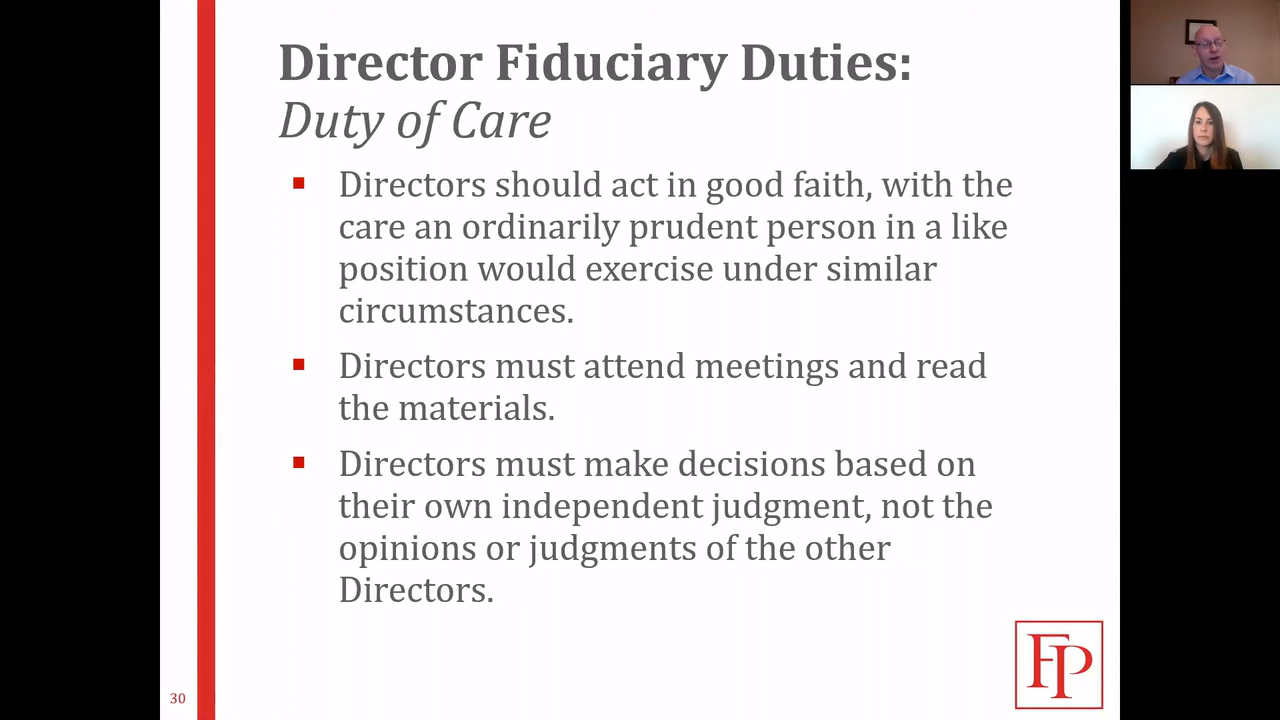 Director Fiduciary Duties:
Duty of Care
Directors should act in good faith, with the
care an ordinarily prudent person in a like
position would exercise under similar
circumstances.
Directors must attend meetings and read
the materials.
Directors must make decisions based on
their own independent judgment, not the
opinions or judgments of the other
Directors.
30
FP